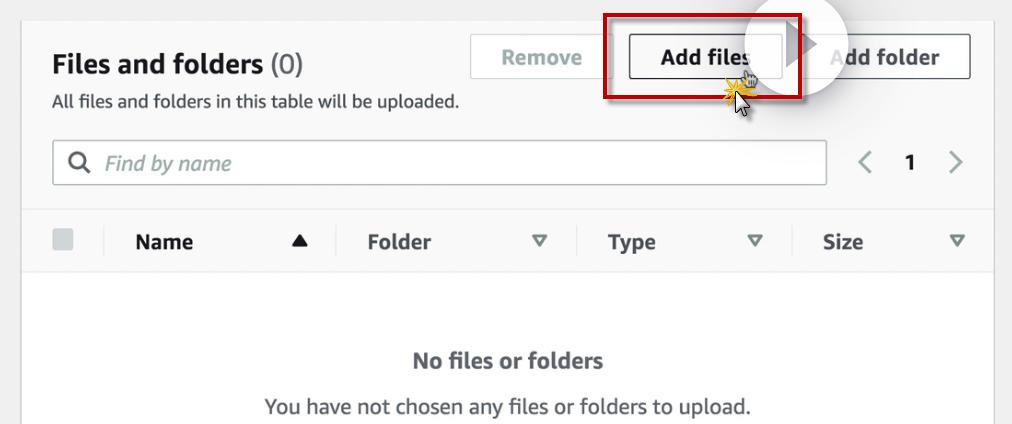 Files and folders (0)
Remove
Add files
Add folder
All files and folders in this table will be uploaded.
Find by name
1
Name
Folder
Type
Size
No files or folders
You have not chosen any files or folders to upload.